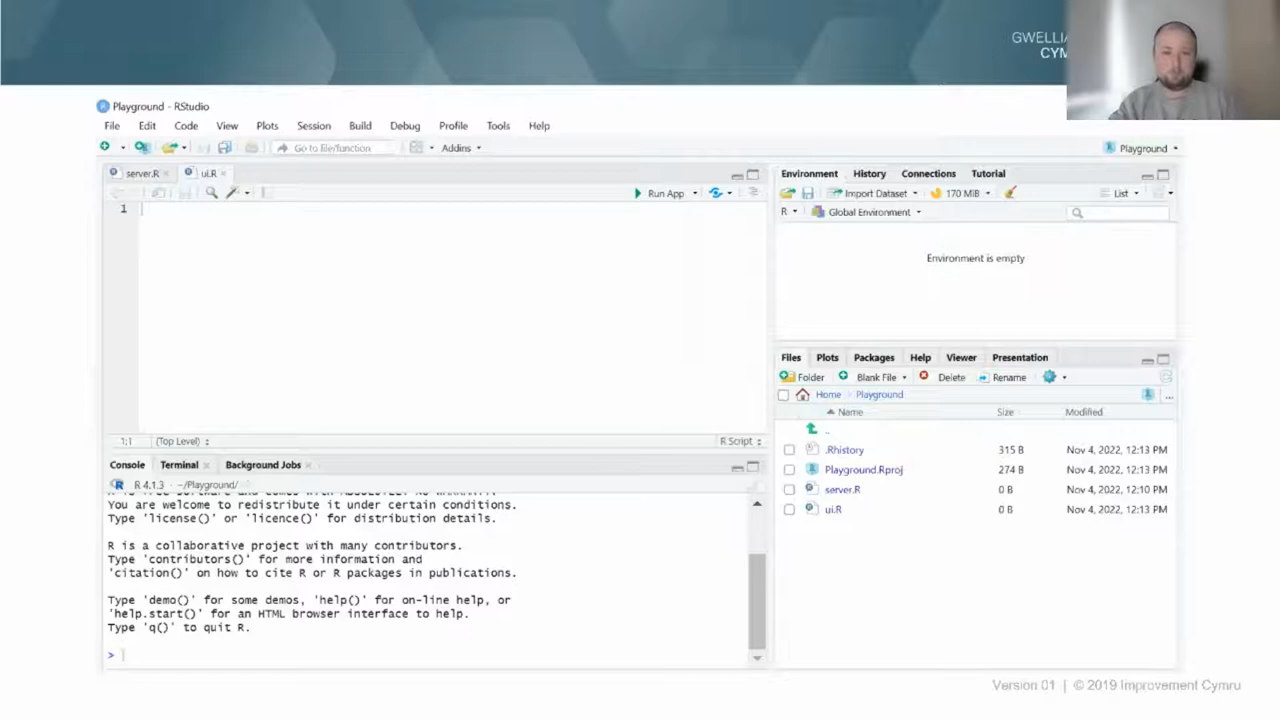 GWELLI
CYM
Playground - RStudio
File Edit Code View Plots Session Build Debug Profile Tools Help
Go to file/function Addins Playground
server.R ui.R
Run App
1
1:1 (Top Level) R Script
Console Terminal Background Jobs
R 4.1.3 · ~/Playground/
You are welcome to redistribute it under certain conditions.
Type 'license()' or 'licence()' for distribution details.
R is a collaborative project with many contributors.
Type 'contributors()' for more information and
'citation()' on how to cite R or R packages in publications.
Type 'demo()' for some demos, 'help()' for on-line help, or
'help.start()' for an HTML browser interface to help.
Type 'q()' to quit R.
>
Environment History Connections Tutorial
Import Dataset 170 MiB List
R Global Environment
Environment is empty
Files Plots Packages Help Viewer Presentation
Folder Blank File Delete Rename
Home Playground ...
Name Size Modified
..
.Rhistory 315 B Nov 4, 2022, 12:13 PM
Playground.Rproj 274 B Nov 4, 2022, 12:13 PM
server.R 0 B Nov 4, 2022, 12:10 PM
ui.R 0 B Nov 4, 2022, 12:13 PM
Version 01 | © 2019 Improvement Cymru